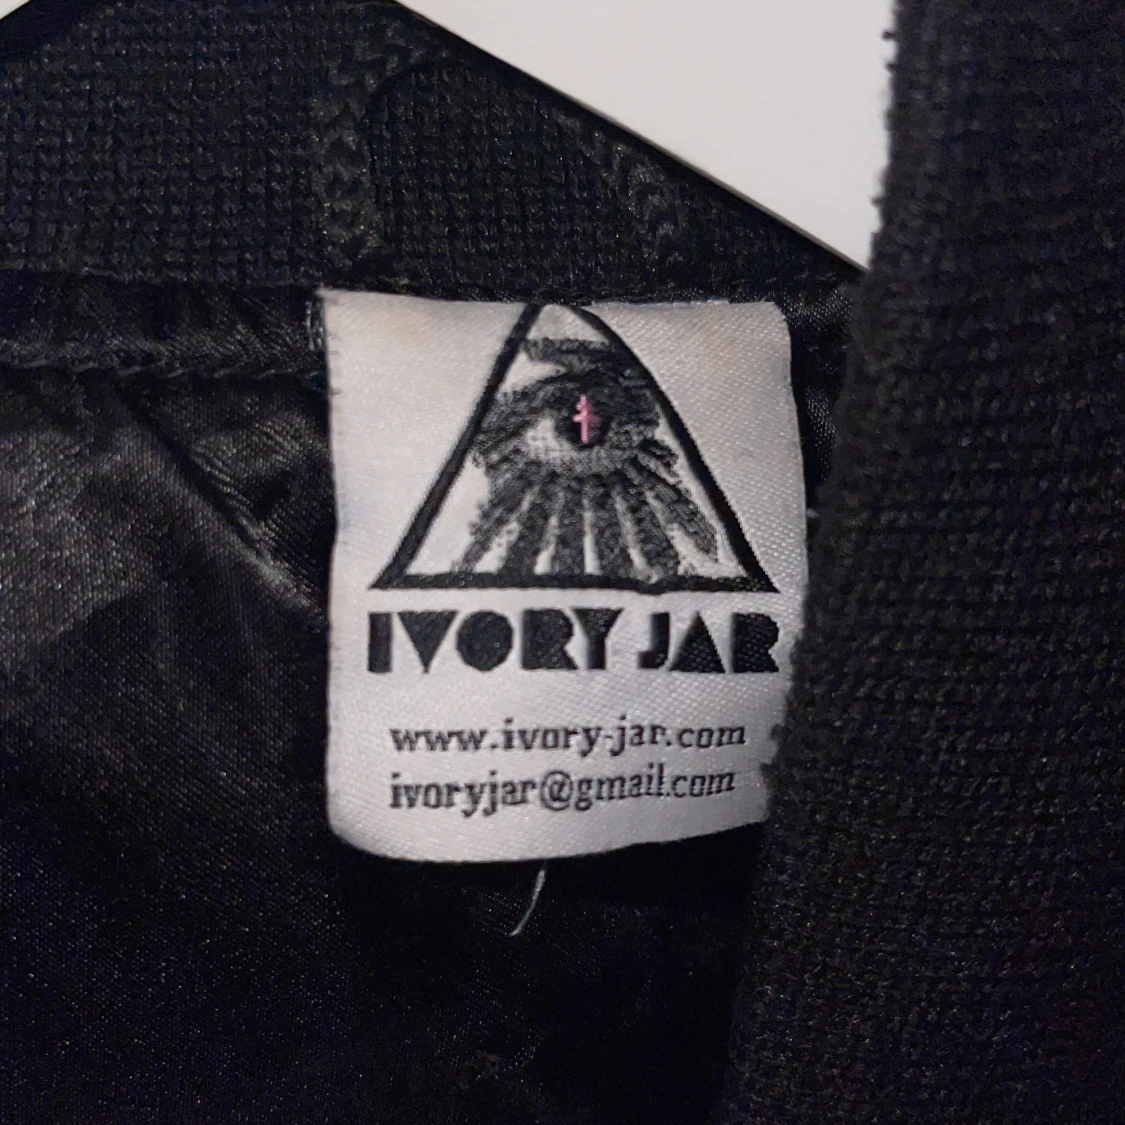 IVORY JAR
www.ivory-jar.com
ivoryjar@gmail.com